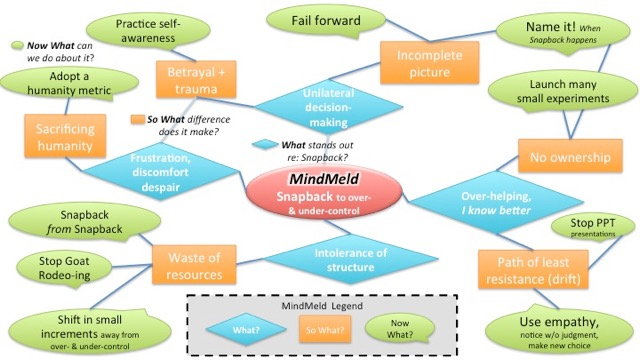 Practice self-
awareness
Fail forward
Name it! When
Snapback happens
Now What can
we do about it?
Adopt a
humanity metric
Betrayal +
trauma
Incomplete
picture
Launch many
small experiments
Unilateral
decision-
making
Sacrificing
humanity
So What difference
does it make?
What stands out
re: Snapback?
No ownership
Frustration,
discomfort
despair
MindMeld
Snapback to over-
& under-control
Over-helping,
I know better
Snapback
from Snapback
Stop PPT
presentations
Stop Goat
Rodeo-ing
Waste of
resources
Intolerance of
structure
Path of least
resistance (drift)
Shift in small
increments away from
over- & under-control
MindMeld Legend
What?
So What?
Now
What?
Use empathy,
notice w/o judgment,
make new choice